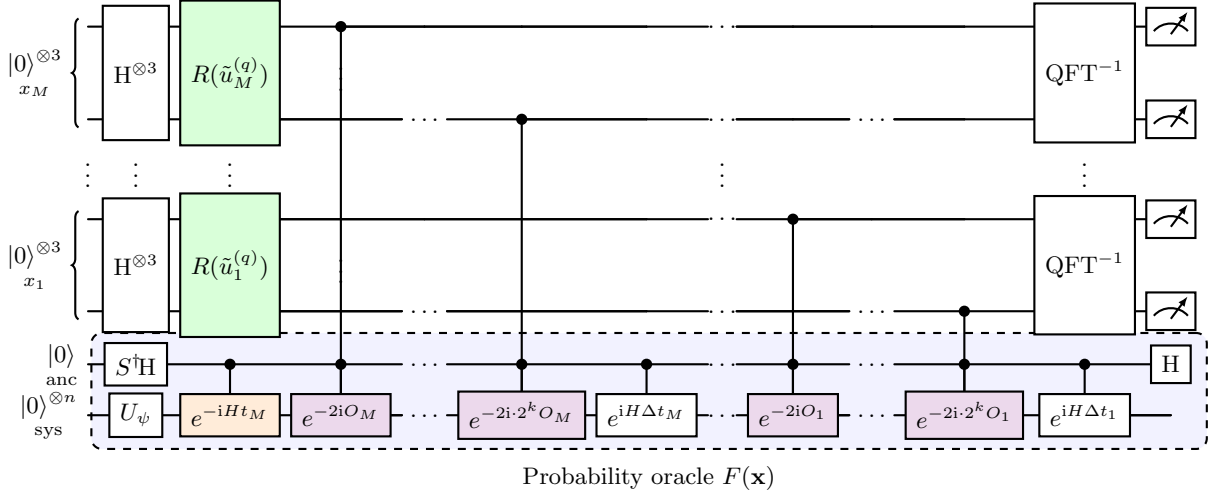 |0⟩^{⊗3}
x_M
H^{⊗3}
R(ũ_M^{(q)})
QFT^{−1}
|0⟩^{⊗3}
x_1
H^{⊗3}
R(ũ_1^{(q)})
QFT^{−1}
|0⟩
anc
S^†H
H
|0⟩^{⊗n}
sys
U_ψ
e^{−iHt_M}
e^{−2iO_M}
e^{−2i·2^k O_M}
e^{iHΔt_M}
e^{−2iO_1}
e^{−2i·2^k O_1}
e^{iHΔt_1}
Probability oracle F(𝐱)